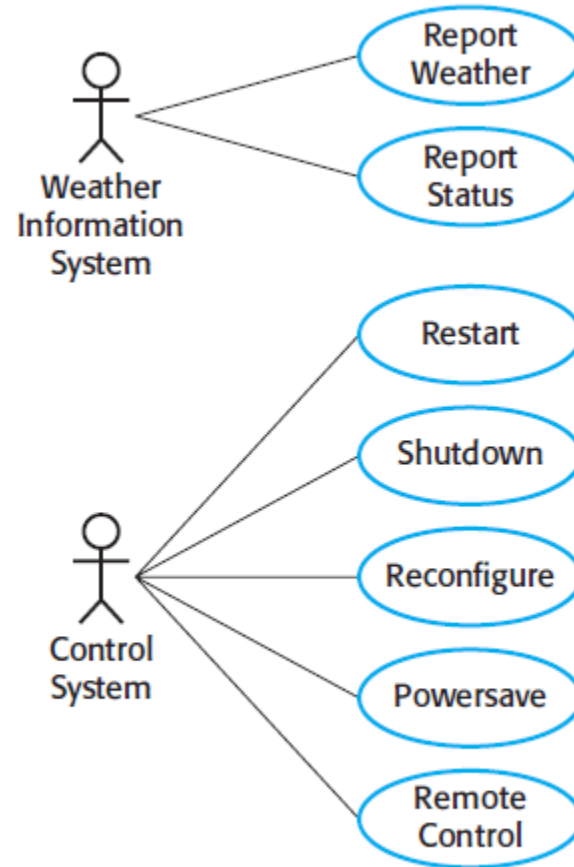 Report
Weather
Report
Status
Weather
Information
System
Restart
Shutdown
Reconfigure
Powersave
Remote
Control
Control
System